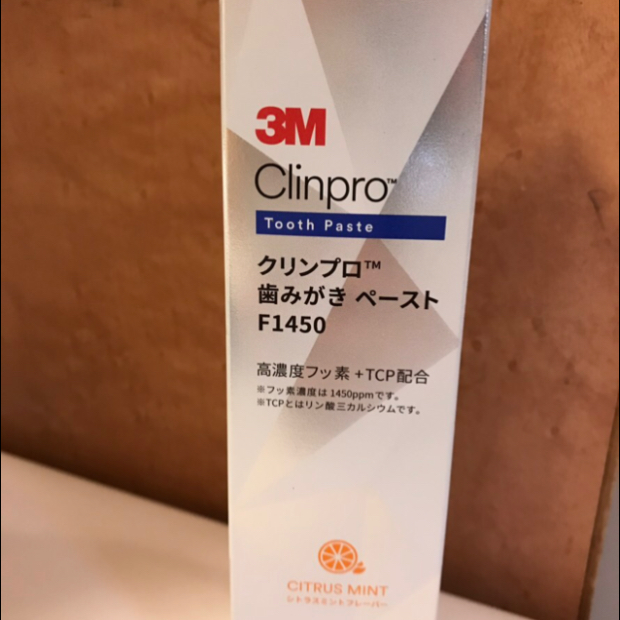 3M
Clinpro™
Tooth Paste
クリンプロ™
歯みがき ペースト
F1450
高濃度フッ素 +TCP配合
※フッ素濃度は1450ppmです。
※TCPとはリン酸三カルシウムです。
CITRUS MINT
シトラスミントフレーバー